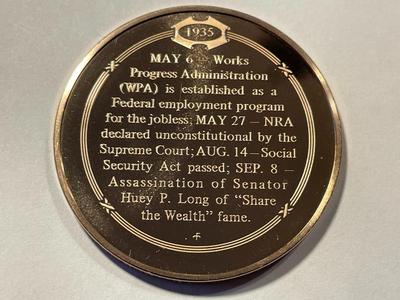 1935
MAY 6 – Works
Progress Administration
(WPA) is established as a
Federal employment program
for the jobless; MAY 27 – NRA
declared unconstitutional by the
Supreme Court; AUG. 14 – Social
Security Act passed; SEP. 8 –
Assassination of Senator
Huey P. Long of “Share
the Wealth” fame.